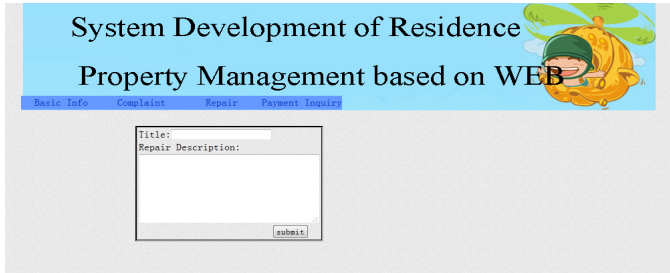 System Development of Residence
Property Management based on WEB
Basic Info Complaint Repair Payment Inquiry
Title:
Repair Description:
submit